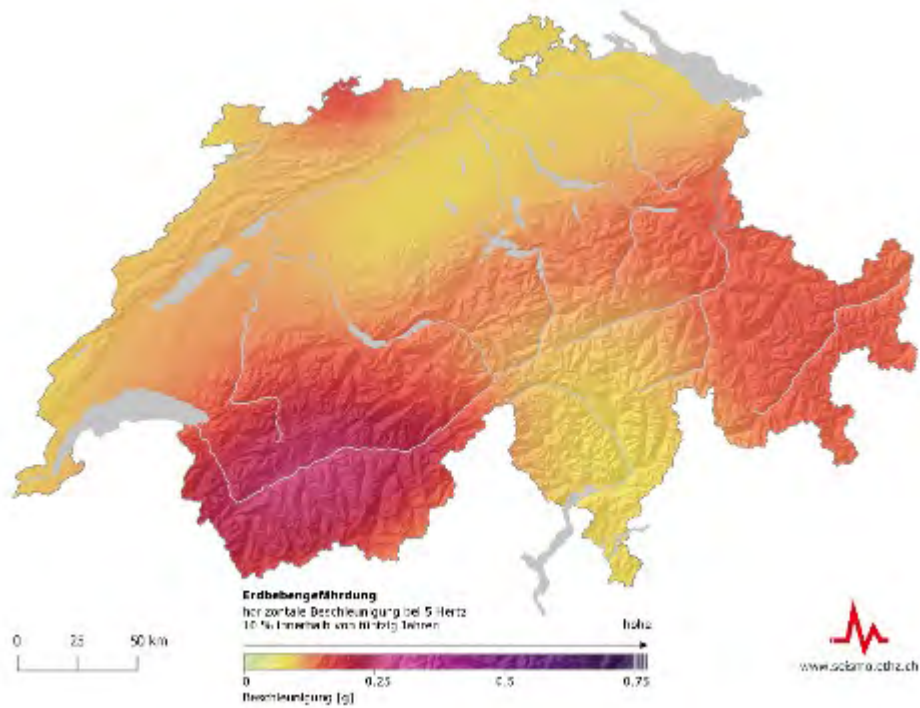 Erdbebengefährdung
horizontale Beschleunigung bei 5 Hertz
10 % innerhalb von fünfzig Jahren
hohe
0 25 50 km
0 0.25 0.5 0.75
Beschleunigung [g]
www.seismo.ethz.ch